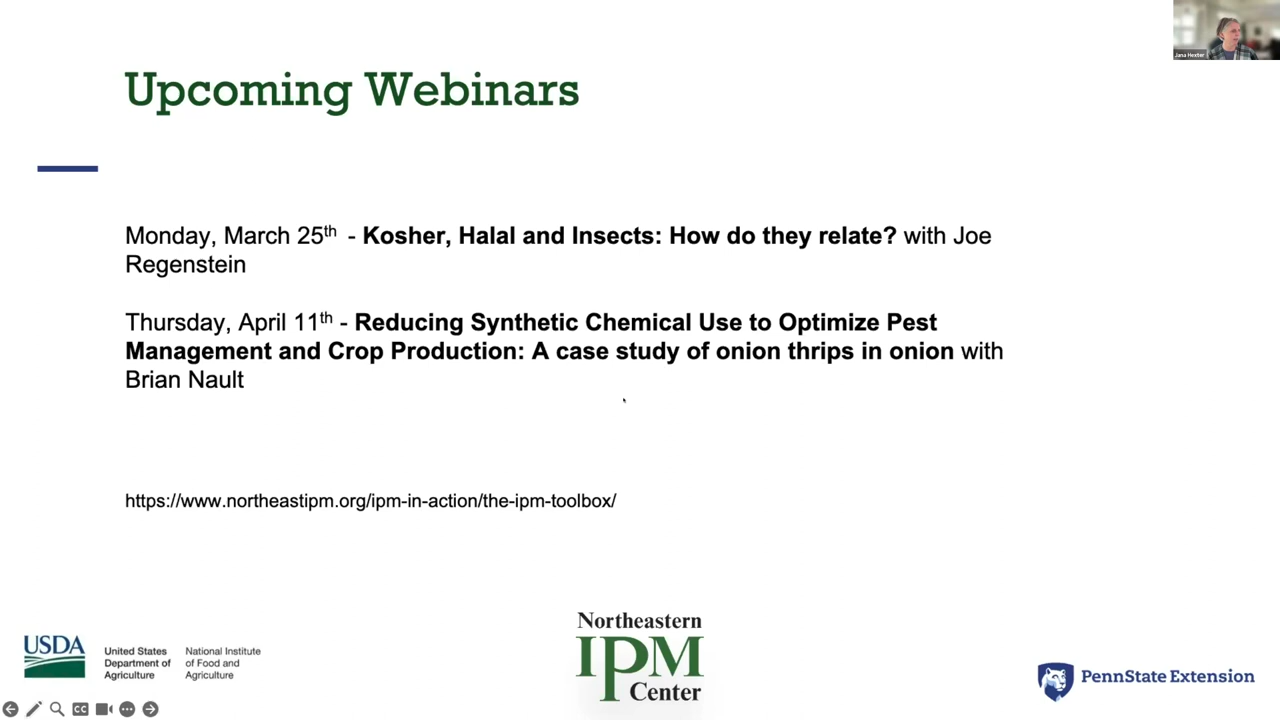 Jana Hexter
Upcoming Webinars
Monday, March 25th - Kosher, Halal and Insects: How do they relate? with Joe
Regenstein
Thursday, April 11th - Reducing Synthetic Chemical Use to Optimize Pest
Management and Crop Production: A case study of onion thrips in onion with
Brian Nault
https://www.northeastipm.org/ipm-in-action/the-ipm-toolbox/
USDA
United States
Department of
Agriculture
National Institute
of Food and
Agriculture
Northeastern
IPM
Center
PennState Extension
CC